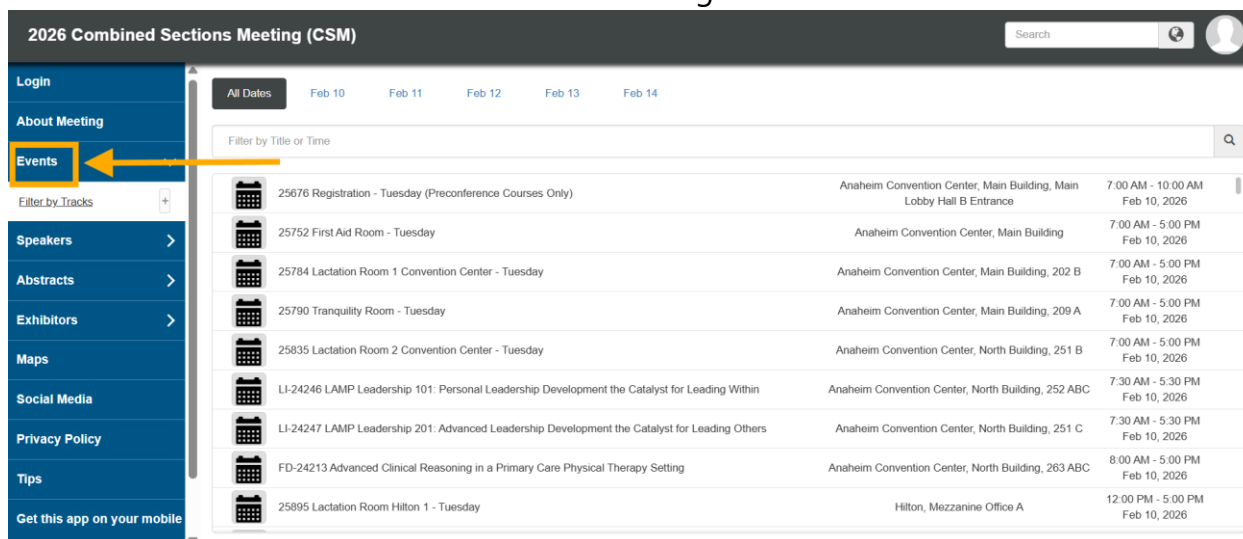 2026 Combined Sections Meeting (CSM)
Search
Login
About Meeting
Events
Filter by Tracks
+
Speakers
Abstracts
Exhibitors
Maps
Social Media
Privacy Policy
Tips
Get this app on your mobile
All Dates Feb 10 Feb 11 Feb 12 Feb 13 Feb 14
Filter by Title or Time
25676 Registration - Tuesday (Preconference Courses Only)
Anaheim Convention Center, Main Building, Main
Lobby Hall B Entrance
7:00 AM - 10:00 AM
Feb 10, 2026
25752 First Aid Room - Tuesday
Anaheim Convention Center, Main Building
7:00 AM - 5:00 PM
Feb 10, 2026
25784 Lactation Room 1 Convention Center - Tuesday
Anaheim Convention Center, Main Building, 202 B
7:00 AM - 5:00 PM
Feb 10, 2026
25790 Tranquility Room - Tuesday
Anaheim Convention Center, Main Building, 209 A
7:00 AM - 5:00 PM
Feb 10, 2026
25835 Lactation Room 2 Convention Center - Tuesday
Anaheim Convention Center, North Building, 251 B
7:00 AM - 5:00 PM
Feb 10, 2026
LI-24246 LAMP Leadership 101: Personal Leadership Development the Catalyst for Leading Within
Anaheim Convention Center, North Building, 252 ABC
7:30 AM - 5:30 PM
Feb 10, 2026
LI-24247 LAMP Leadership 201: Advanced Leadership Development the Catalyst for Leading Others
Anaheim Convention Center, North Building, 251 C
7:30 AM - 5:30 PM
Feb 10, 2026
FD-24213 Advanced Clinical Reasoning in a Primary Care Physical Therapy Setting
Anaheim Convention Center, North Building, 263 ABC
8:00 AM - 5:00 PM
Feb 10, 2026
25895 Lactation Room Hilton 1 - Tuesday
Hilton, Mezzanine Office A
12:00 PM - 5:00 PM
Feb 10, 2026